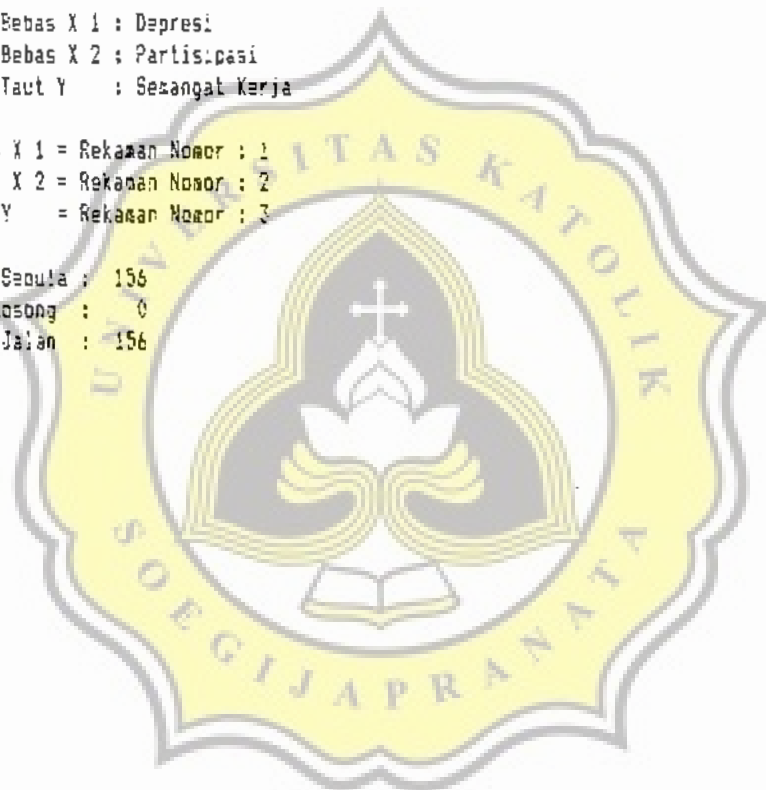 Bebas X 1 : Depresi
Bebas X 2 : Partisipasi
Taut Y : Semangat Kerja
X 1 = Rekaman Nomor : 1
X 2 = Rekaman Nomor : 2
Y = Rekaman Nomor : 3
Semula : 156
osong : 0
Jalan : 156
UNIVERSITAS KATOLIK
SOEGIJAPRANATA